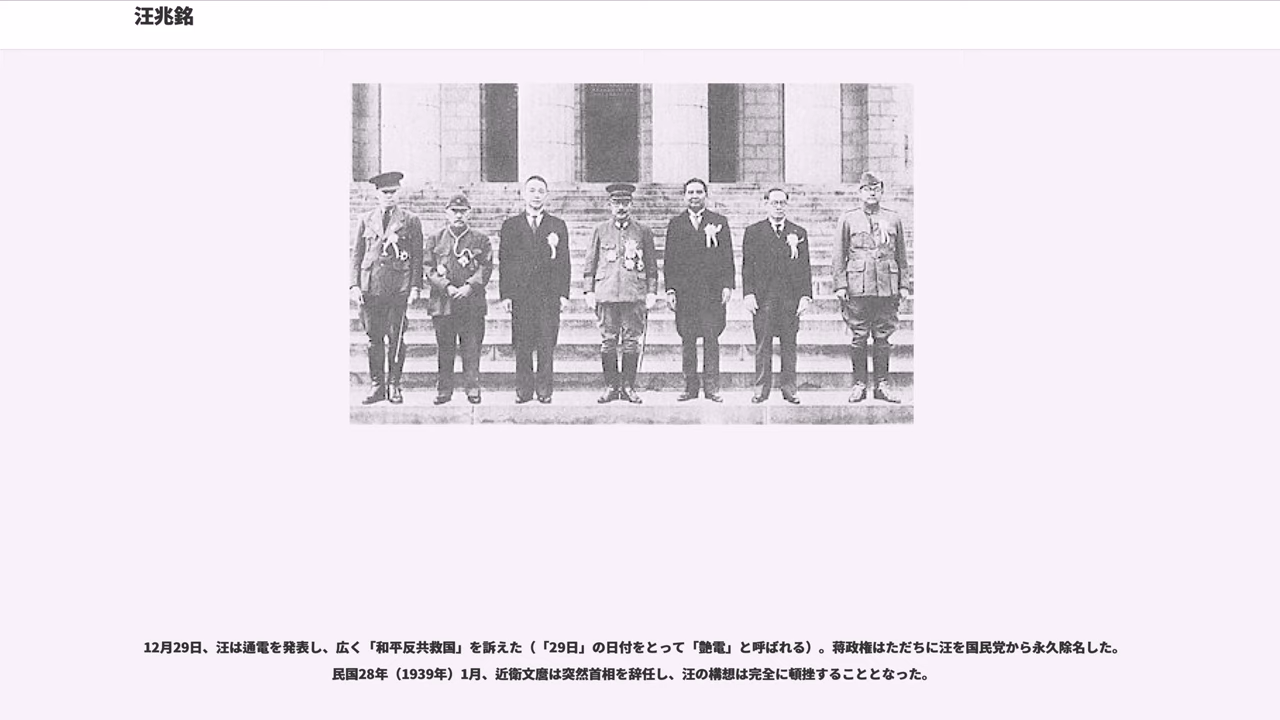 汪兆銘
12月29日、汪は通電を発表し、広く「和平反共救国」を訴えた（「29日」の日付をとって「艶電」と呼ばれる）。蒋政権はただちに汪を国民党から永久除名した。
民国28年（1939年）1月、近衛文麿は突然首相を辞任し、汪の構想は完全に頓挫することとなった。